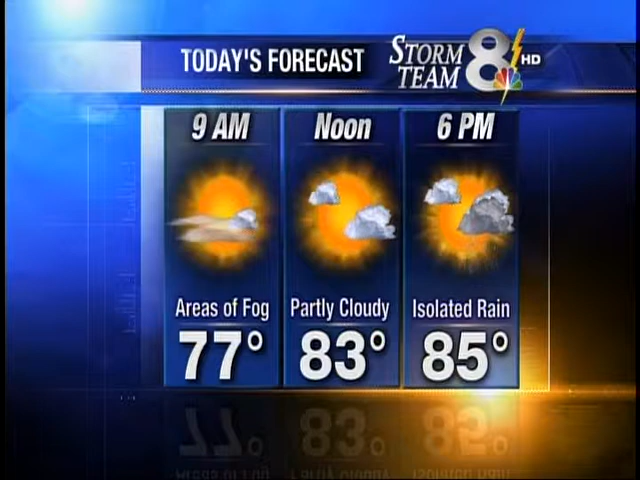 TODAY'S FORECAST
STORM TEAM 8 HD
9 AM
Noon
6 PM
Areas of Fog
Partly Cloudy
Isolated Rain
77°
83°
85°